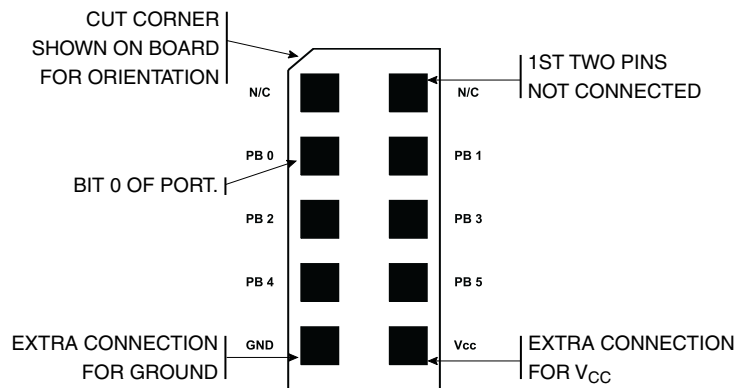 CUT CORNER
SHOWN ON BOARD
FOR ORIENTATION
1ST TWO PINS
NOT CONNECTED
N/C
N/C
PB 0
PB 1
BIT 0 OF PORT.
PB 2
PB 3
PB 4
PB 5
EXTRA CONNECTION
FOR GROUND
GND
Vcc
EXTRA CONNECTION
FOR VCC